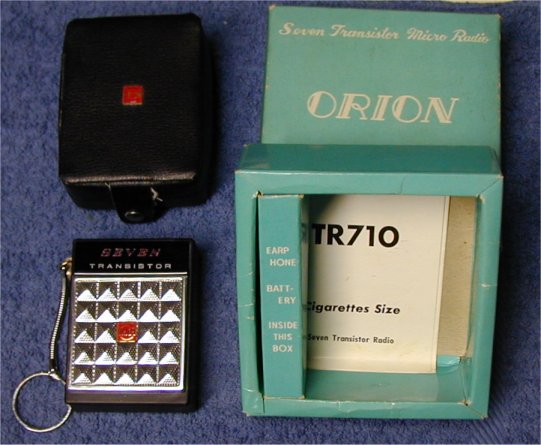 Seven Transistor Micro Radio
ORION
TR710
Cigarettes Size
Seven Transistor Radio
EARP
HONE
BATT-
ERY
INSIDE
THIS
BOX
SEVEN
TRANSISTOR